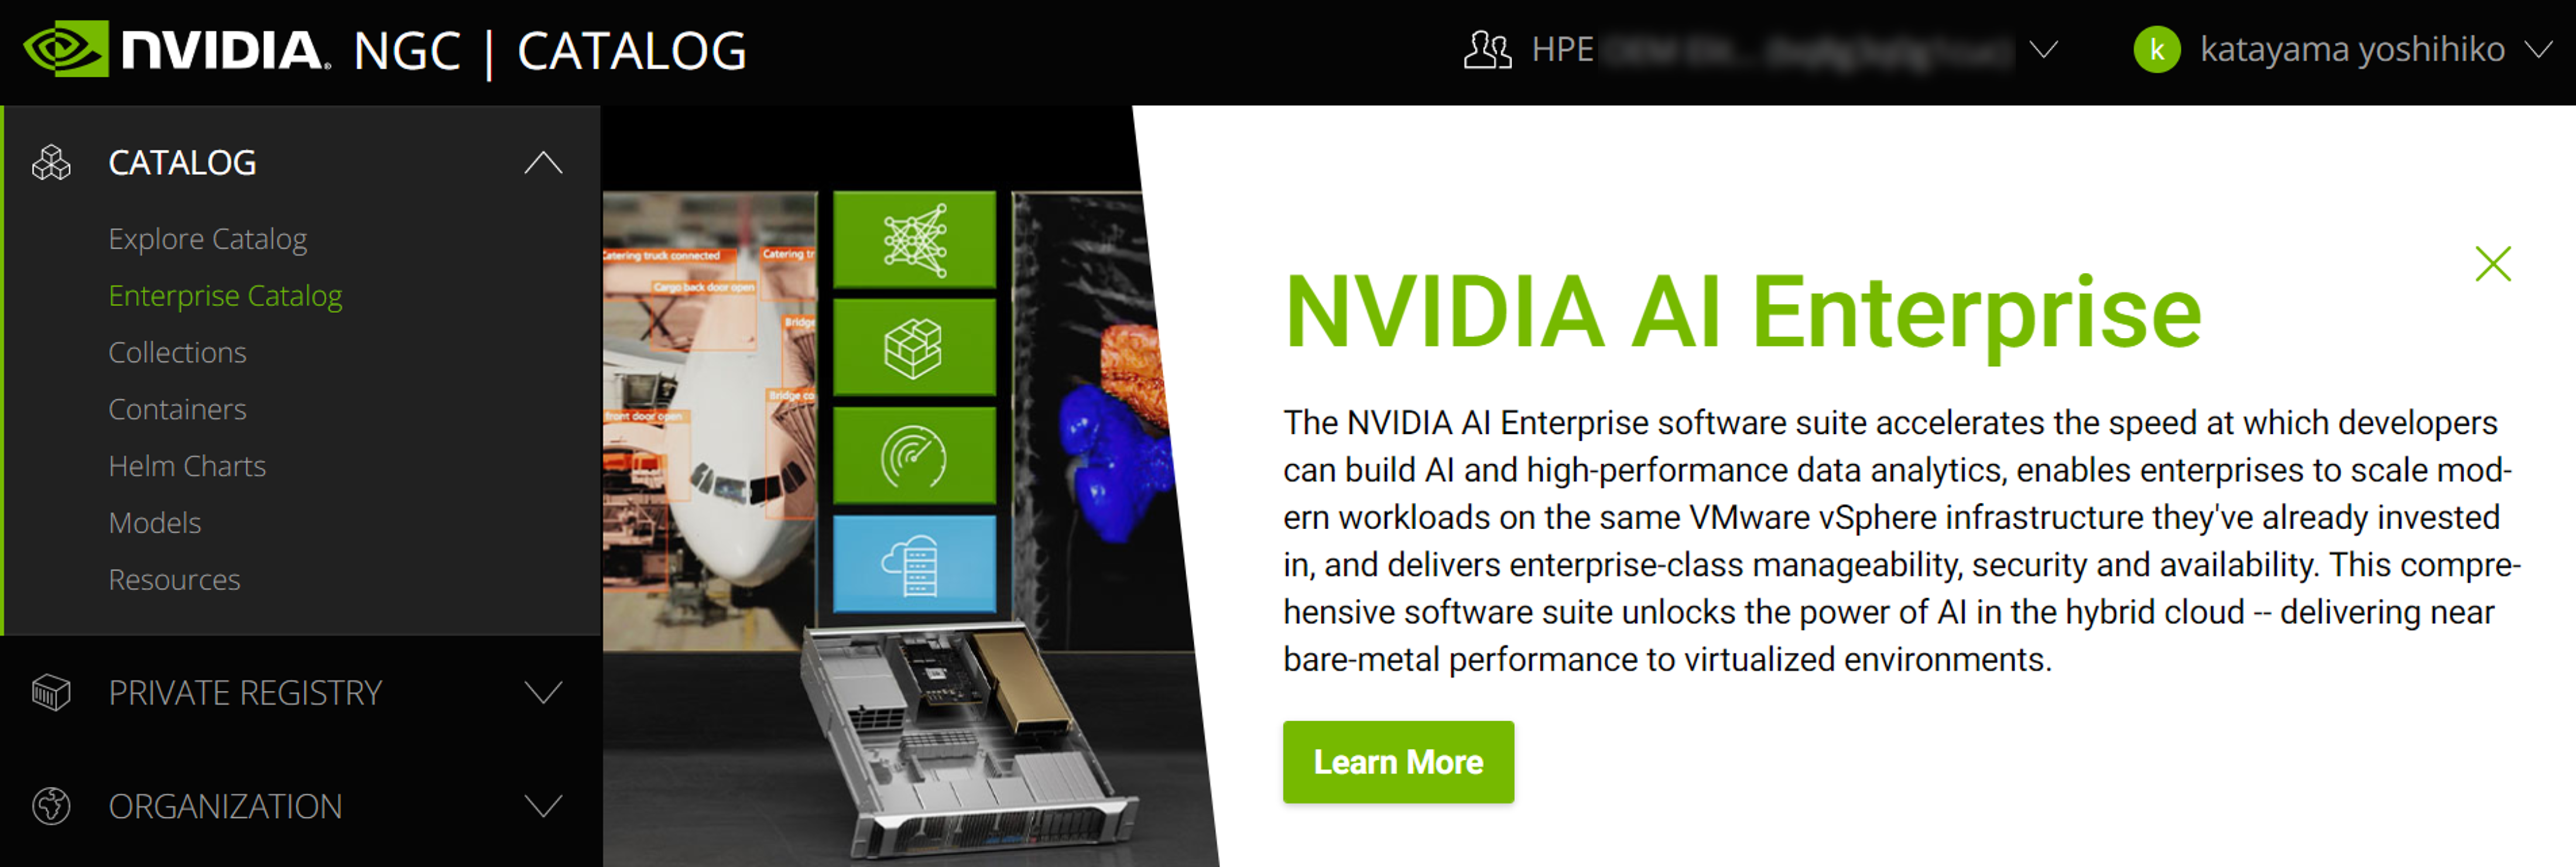 NVIDIA. NGC | CATALOG
HPE
k katayama yoshihiko
CATALOG
Explore Catalog
Enterprise Catalog
Collections
Containers
Helm Charts
Models
Resources
PRIVATE REGISTRY
ORGANIZATION
Catering truck connected
Catering tr
Cargo back door open
Bridge
Bridge co
front door open
NVIDIA AI Enterprise
The NVIDIA AI Enterprise software suite accelerates the speed at which developers
can build AI and high-performance data analytics, enables enterprises to scale mod-
ern workloads on the same VMware vSphere infrastructure they've already invested
in, and delivers enterprise-class manageability, security and availability. This compre-
hensive software suite unlocks the power of AI in the hybrid cloud -- delivering near
bare-metal performance to virtualized environments.
Learn More